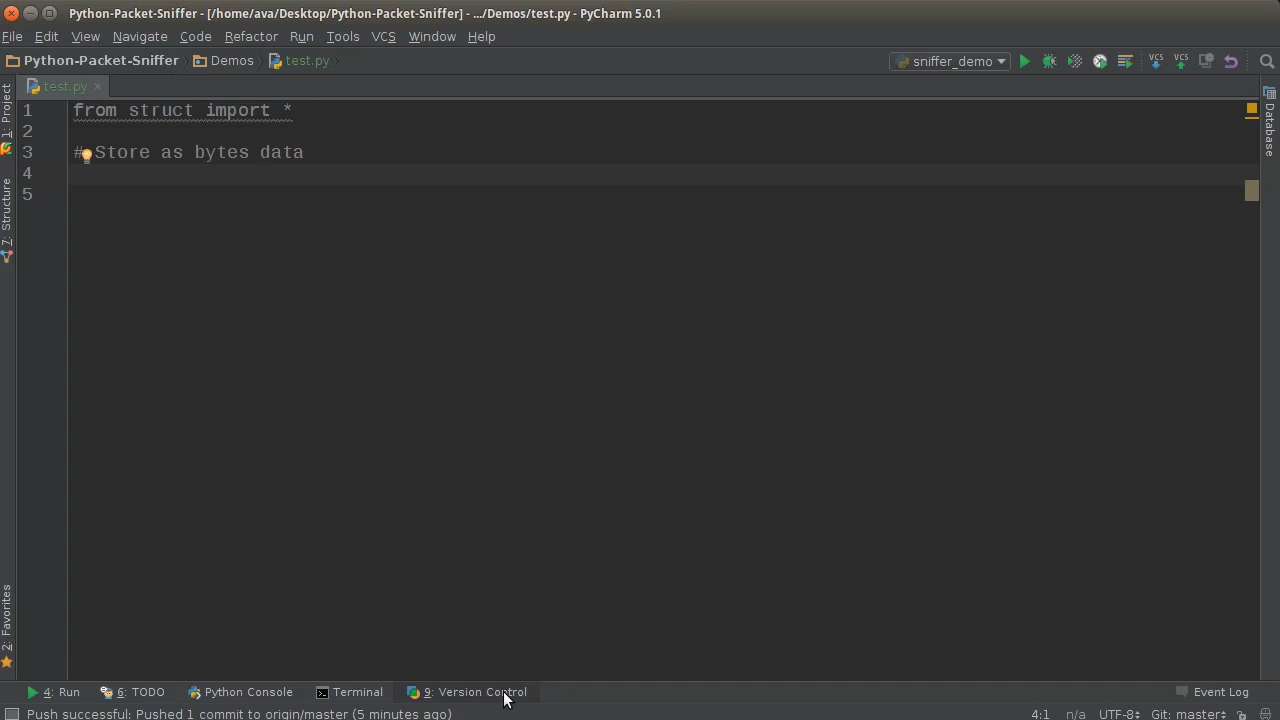 Python-Packet-Sniffer - [/home/ava/Desktop/Python-Packet-Sniffer] - .../Demos/test.py - PyCharm 5.0.1
File Edit View Navigate Code Refactor Run Tools VCS Window Help
Python-Packet-Sniffer Demos test.py sniffer_demo VCS VCS
test.py
1 from struct import *
2
3 # Store as bytes data
4
5
1: Project
7: Structure
2: Favorites
Database
4: Run 6: TODO Python Console Terminal 9: Version Control Event Log
Push successful: Pushed 1 commit to origin/master (5 minutes ago) 4:1 n/a UTF-8 Git: master